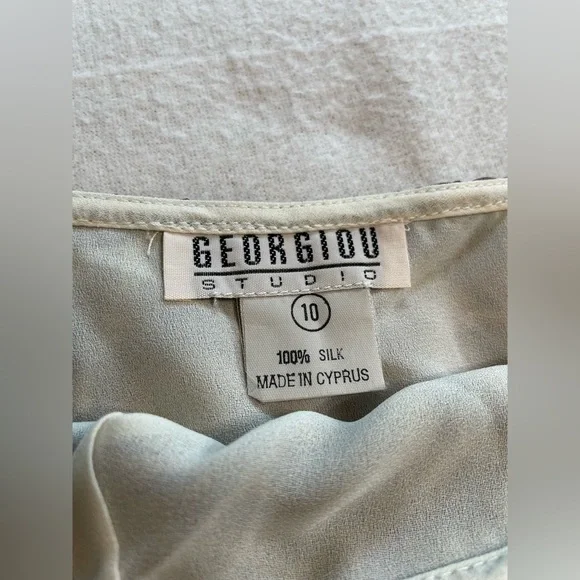 GEORGIOU
STUDIO
10
100% SILK
MADE IN CYPRUS